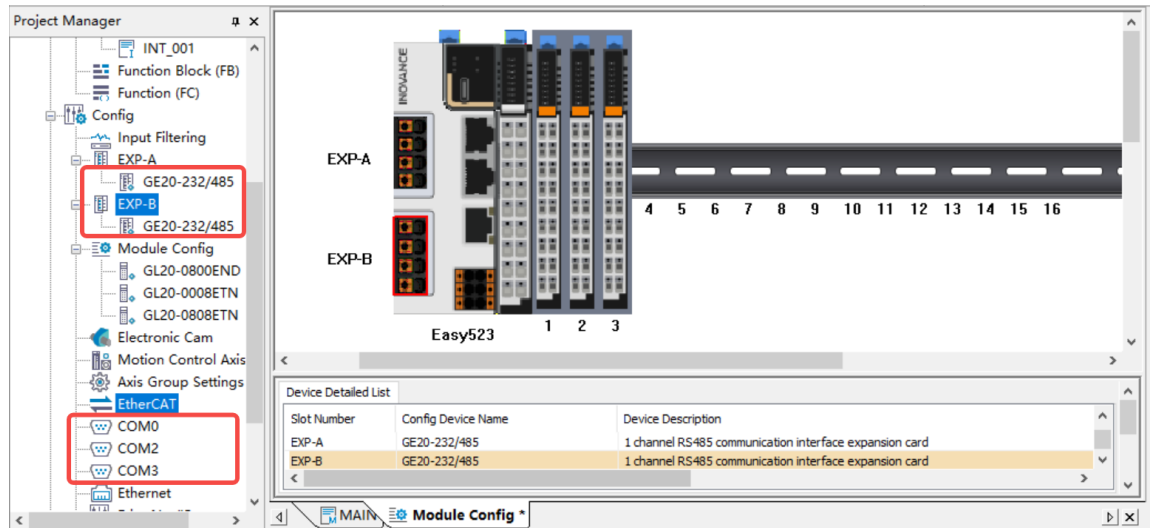 Project Manager
INT_001
Function Block (FB)
Function (FC)
Config
Input Filtering
EXP-A
GE20-232/485
EXP-B
GE20-232/485
Module Config
GL20-0800END
GL20-0008ETN
GL20-0808ETN
Electronic Cam
Motion Control Axis
Axis Group Settings
EtherCAT
COM0
COM2
COM3
Ethernet
INOVANCE
EXP-A
EXP-B
Easy523
1 2 3
4 5 6 7 8 9 10 11 12 13 14 15 16
Device Detailed List
Slot Number Config Device Name Device Description
EXP-A GE20-232/485 1 channel RS485 communication interface expansion card
EXP-B GE20-232/485 1 channel RS485 communication interface expansion card
MAIN Module Config *